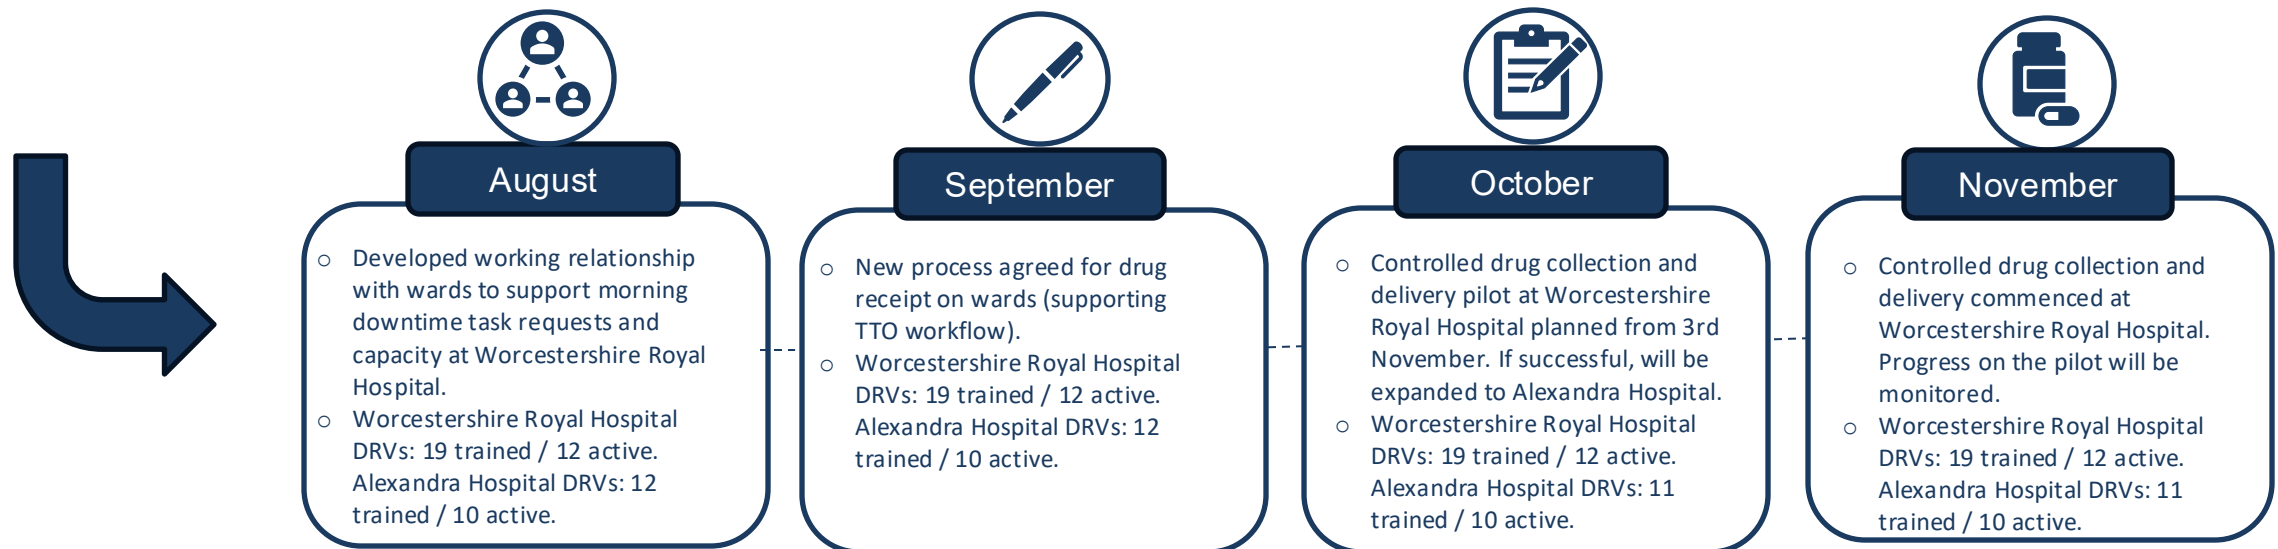 August
○ Developed working relationship
with wards to support morning
downtime task requests and
capacity at Worcestershire Royal
Hospital.
○ Worcestershire Royal Hospital
DRVs: 19 trained / 12 active.
Alexandra Hospital DRVs: 12
trained / 10 active.
September
○ New process agreed for drug
receipt on wards (supporting
TTO workflow).
○ Worcestershire Royal Hospital
DRVs: 19 trained / 12 active.
Alexandra Hospital DRVs: 12
trained / 10 active.
October
○ Controlled drug collection and
delivery pilot at Worcestershire
Royal Hospital planned from 3rd
November. If successful, will be
expanded to Alexandra Hospital.
○ Worcestershire Royal Hospital
DRVs: 19 trained / 12 active.
Alexandra Hospital DRVs: 11
trained / 10 active.
November
○ Controlled drug collection and
delivery commenced at
Worcestershire Royal Hospital.
Progress on the pilot will be
monitored.
○ Worcestershire Royal Hospital
DRVs: 19 trained / 12 active.
Alexandra Hospital DRVs: 11
trained / 10 active.